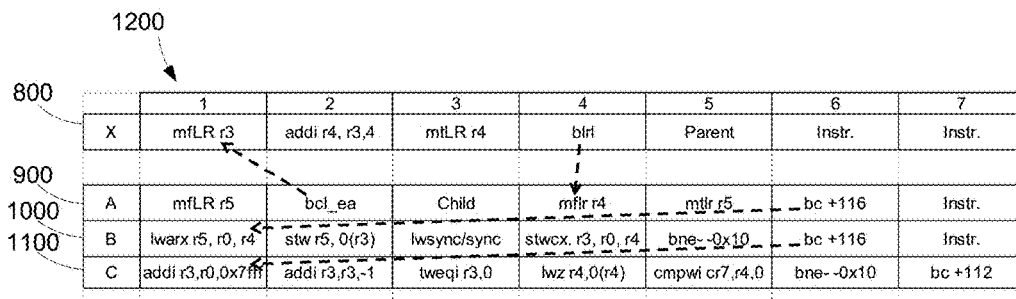 1200
800
1 2 3 4 5 6 7
X mfLR r3 addi r4, r3,4 mtLR r4 blrl Parent Instr. Instr.
900
A mfLR r5 bcl_ea Child mflr r4 mtlr r5 bc +116 Instr.
1000
B lwarx r5, r0, r4 stw r5, 0(r3) lwsync/sync stwcx. r3, r0, r4 bne- -0x10 bc +116 Instr.
1100
C addi r3,r0,0x7fff addi r3,r3,-1 tweqi r3,0 lwz r4,0(r4) cmpwi cr7,r4,0 bne- -0x10 bc +112